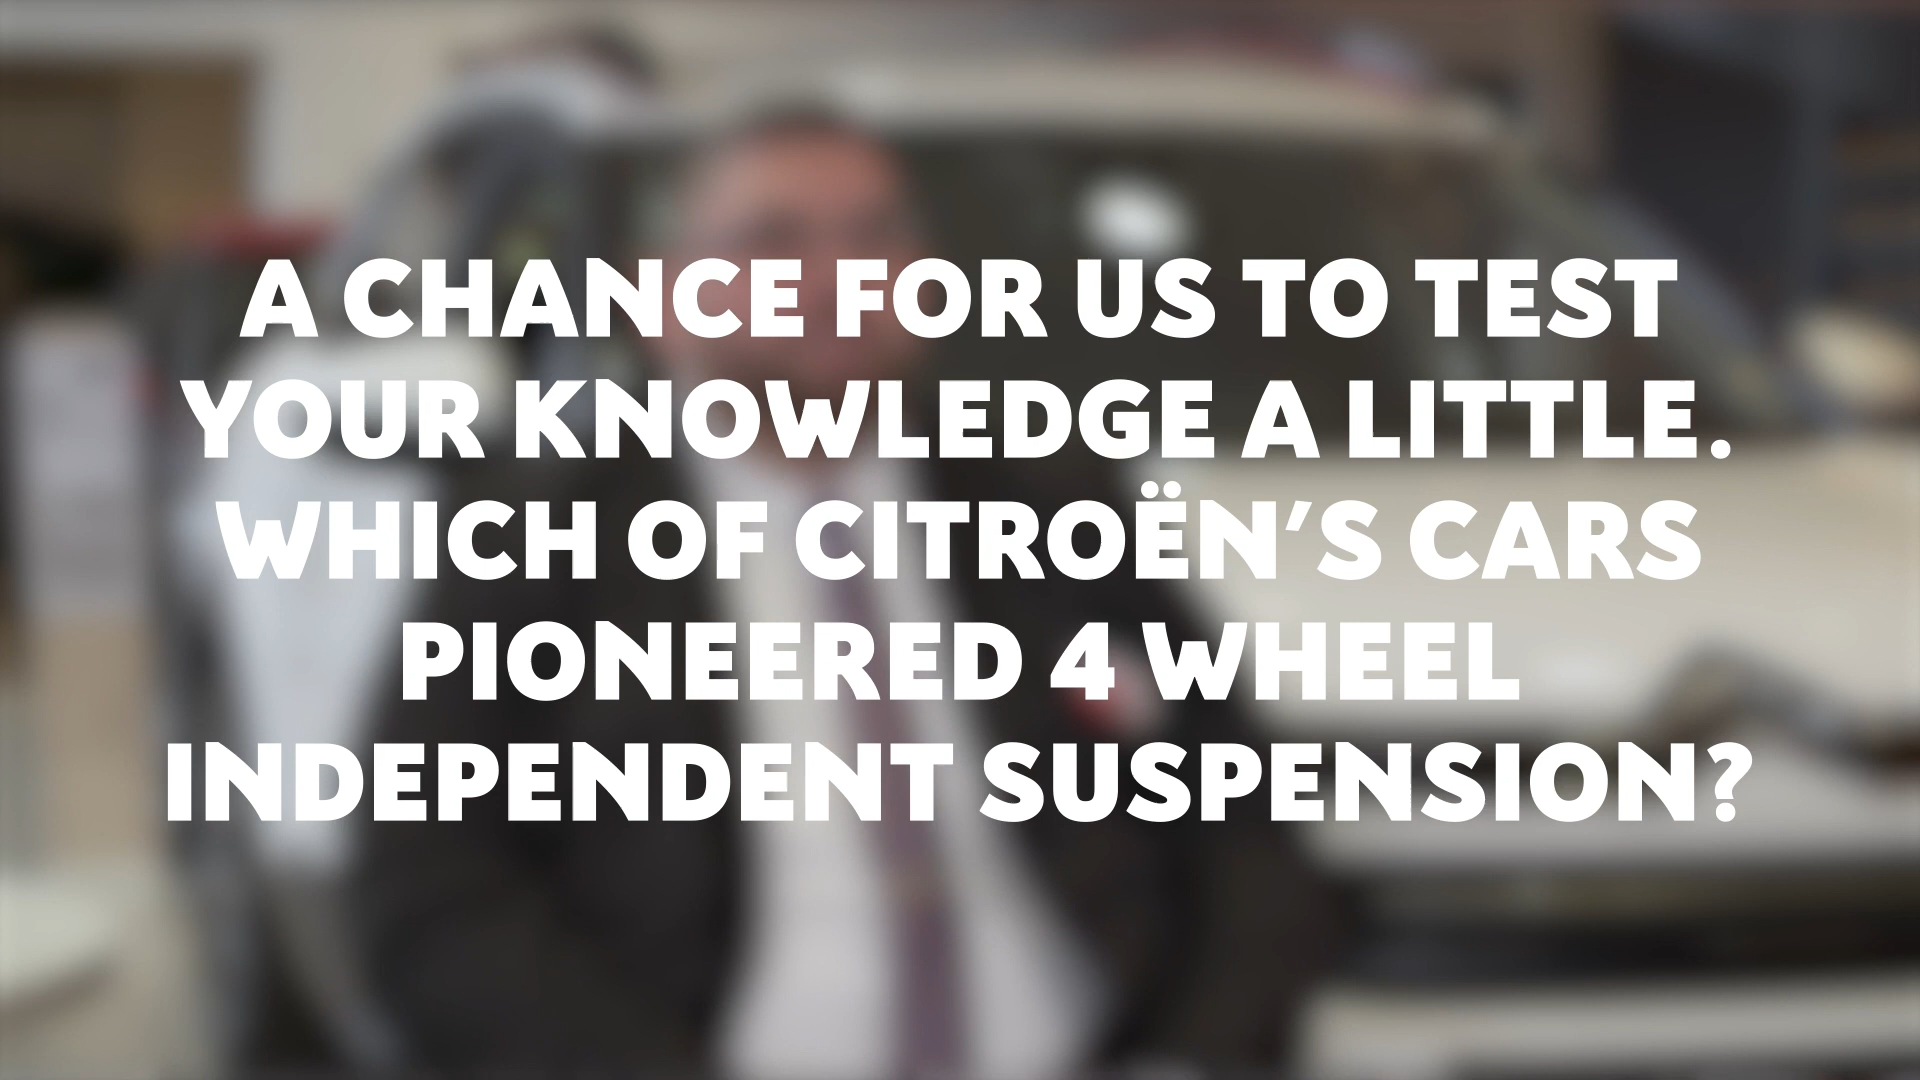 A CHANCE FOR US TO TEST
YOUR KNOWLEDGE A LITTLE.
WHICH OF CITROËN'S CARS
PIONEERED 4 WHEEL
INDEPENDENT SUSPENSION?